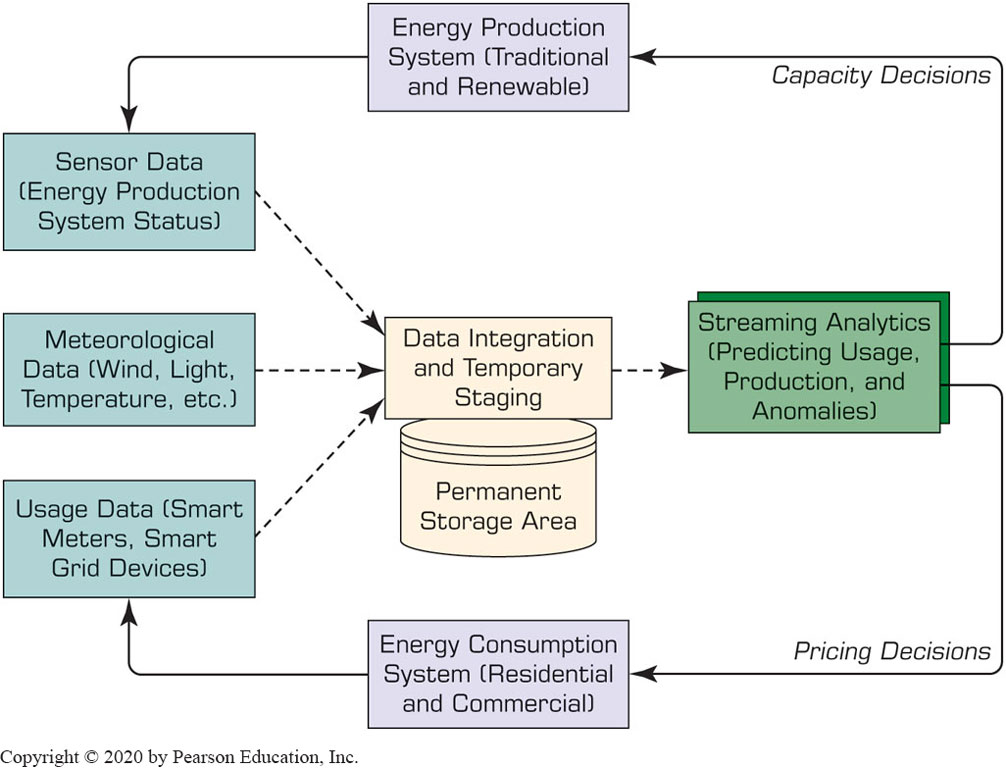 Energy Production
System (Traditional
and Renewable)
Capacity Decisions
Sensor Data
(Energy Production
System Status)
Meteorological
Data (Wind, Light,
Temperature, etc.)
Data Integration
and Temporary
Staging
Streaming Analytics
(Predicting Usage,
Production, and
Anomalies)
Permanent
Storage Area
Usage Data (Smart
Meters, Smart
Grid Devices)
Energy Consumption
System (Residential
and Commercial)
Pricing Decisions
Copyright © 2020 by Pearson Education, Inc.